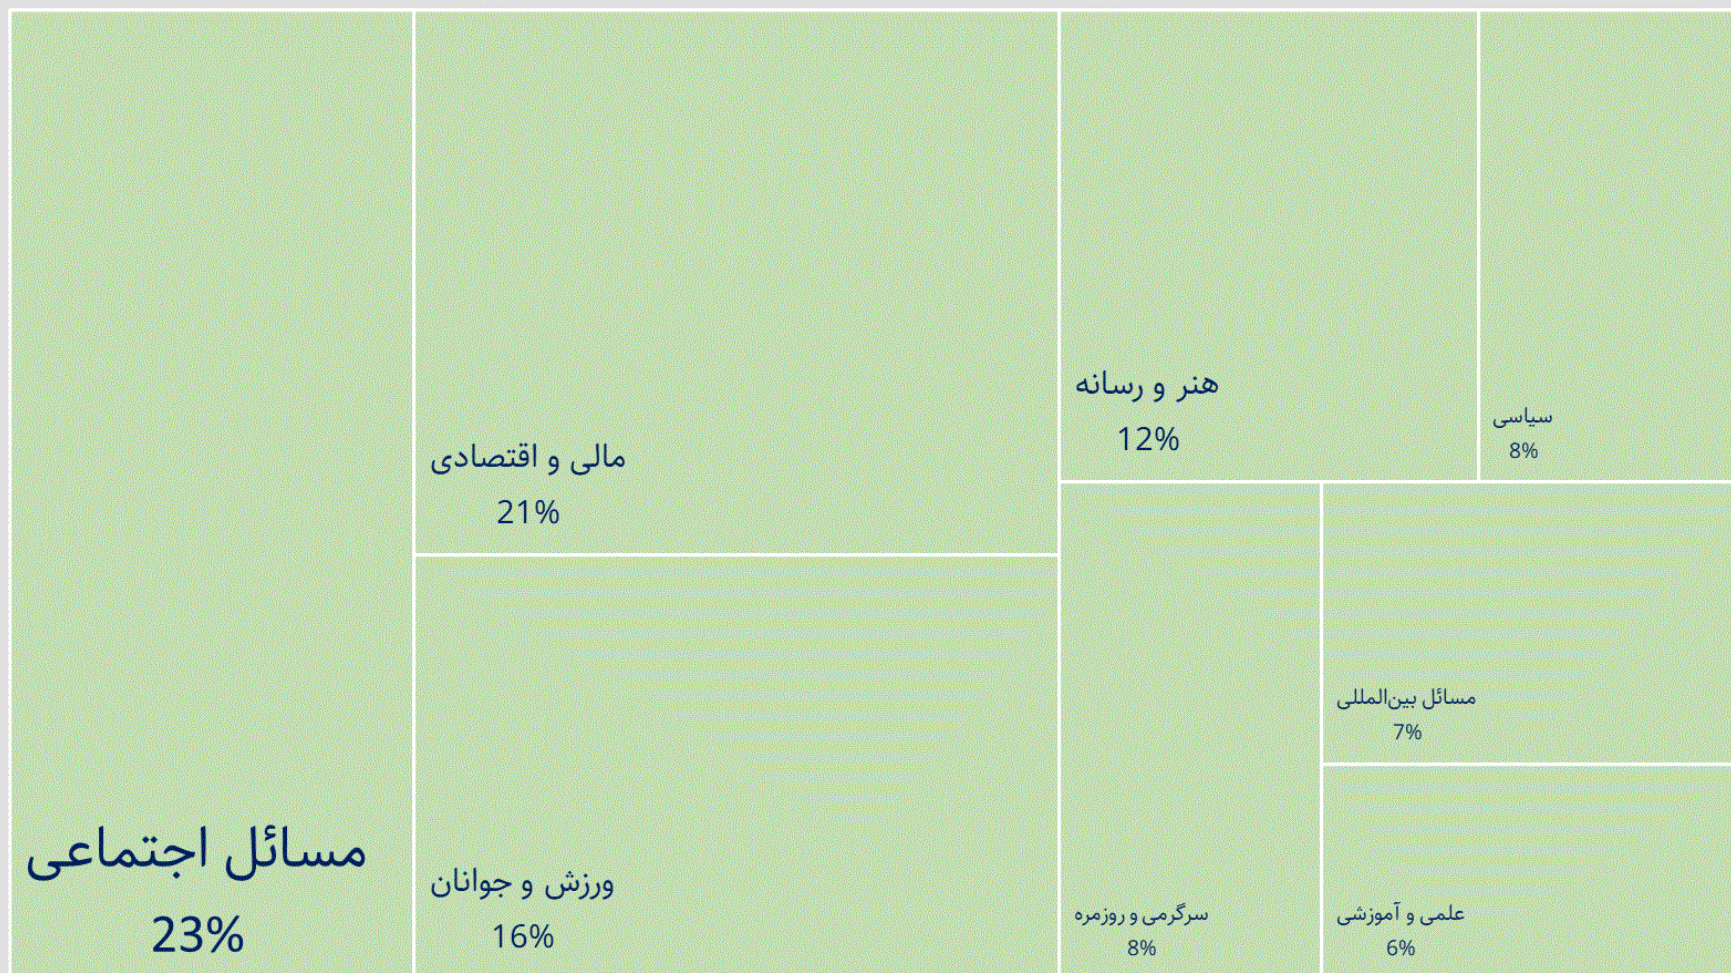 مسائل اجتماعی
23%
مالی و اقتصادی
21%
ورزش و جوانان
16%
هنر و رسانه
12%
سیاسی
8%
سرگرمی و روزمره
8%
مسائل بین‌المللی
7%
علمی و آموزشی
6%